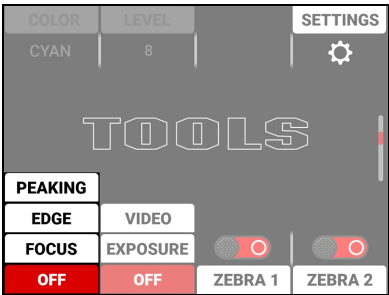 COLOR LEVEL SETTINGS
CYAN 8
TOOLS
PEAKING
EDGE VIDEO
FOCUS EXPOSURE
OFF OFF ZEBRA 1 ZEBRA 2